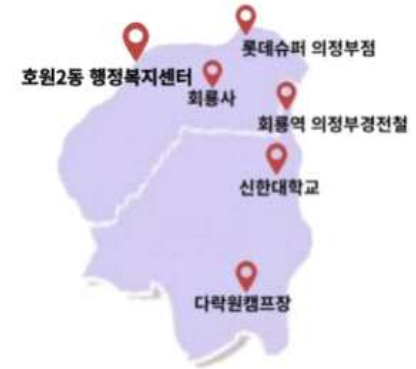 롯데슈퍼 의정부점
호원2동 행정복지센터
회룡사
회룡역 의정부경전철
신한대학교
다락원캠프장